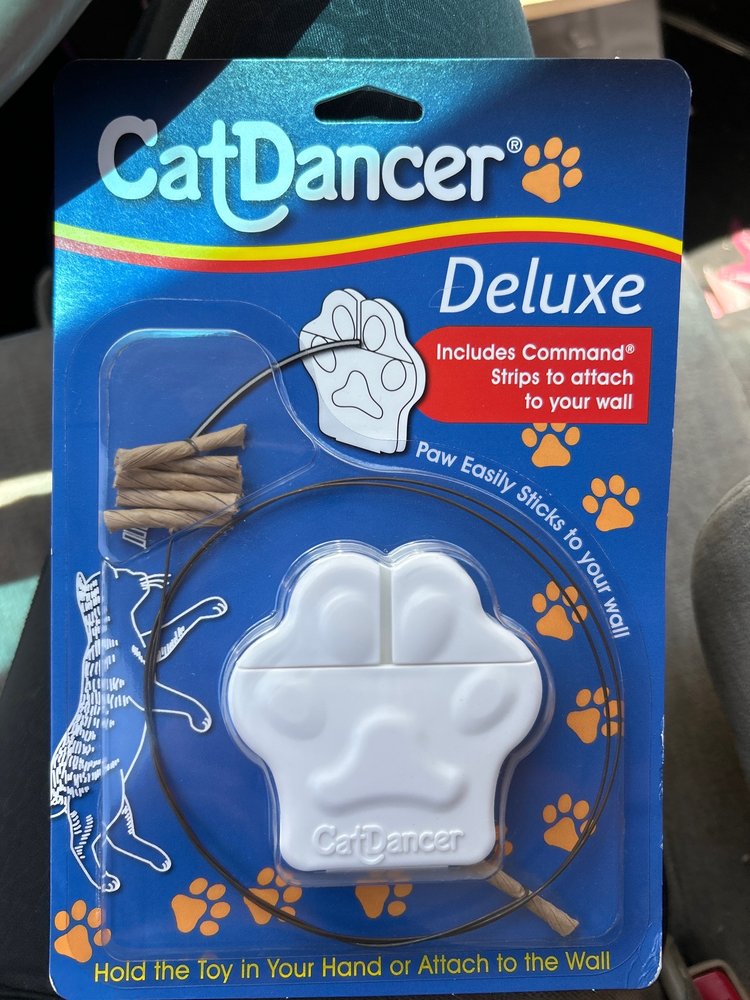 CatDancer®
Deluxe
Includes Command®
Strips to attach
to your wall
Paw Easily Sticks to your wall
CatDancer
Hold the Toy in Your Hand or Attach to the Wall